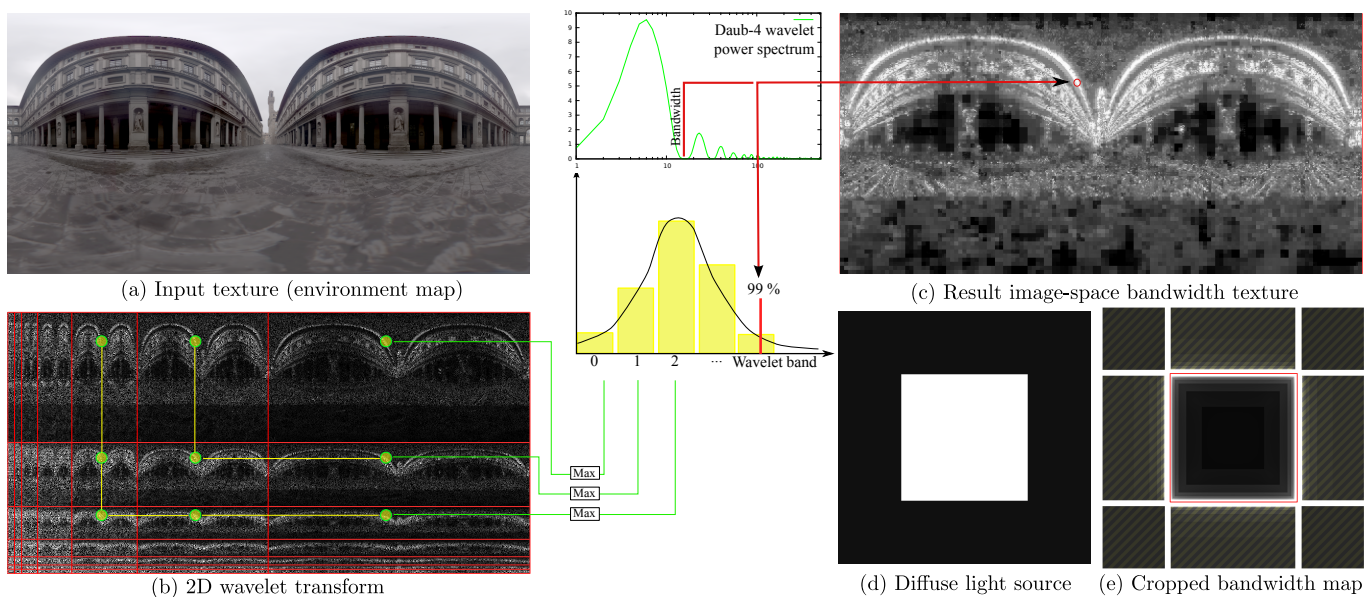 10
9
8
7
6
5
4
3
2
1
0
1
10
100
Daub-4 wavelet
power spectrum
Bandwidth
(a) Input texture (environment map)
99 %
0 1 2 ... Wavelet band
(c) Result image-space bandwidth texture
Max
Max
Max
(b) 2D wavelet transform
(d) Diffuse light source
(e) Cropped bandwidth map